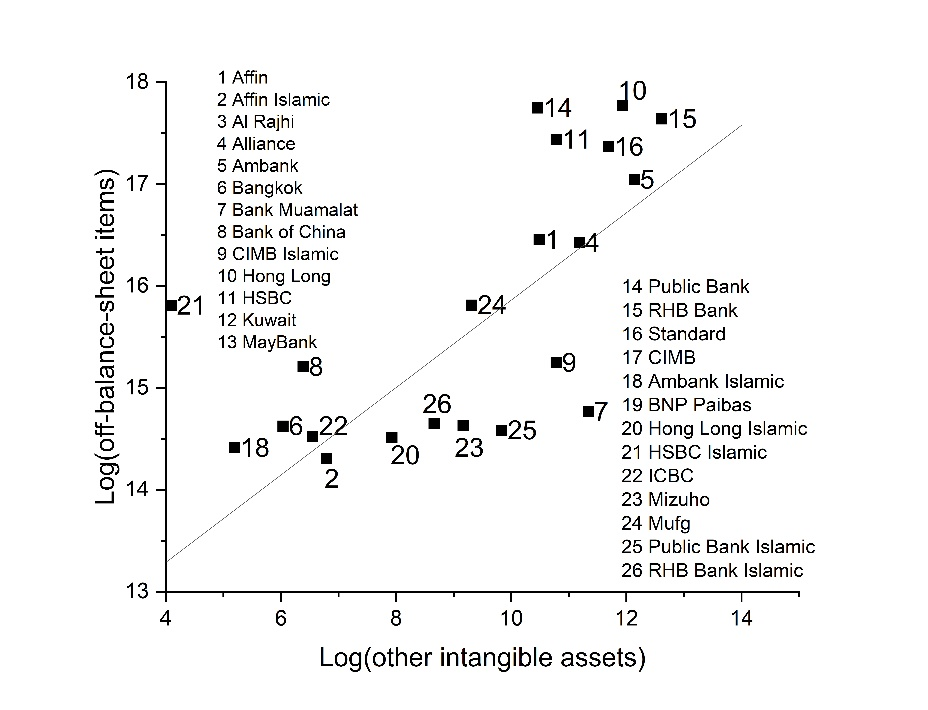 18
17
16
15
14
13
4
6
8
10
12
14
Log(off-balance-sheet items)
Log(other intangible assets)
1 Affin
2 Affin Islamic
3 Al Rajhi
4 Alliance
5 Ambank
6 Bangkok
7 Bank Muamalat
8 Bank of China
9 CIMB Islamic
10 Hong Long
11 HSBC
12 Kuwait
13 MayBank
14 Public Bank
15 RHB Bank
16 Standard
17 CIMB
18 Ambank Islamic
19 BNP Paibas
20 Hong Long Islamic
21 HSBC Islamic
22 ICBC
23 Mizuho
24 Mufg
25 Public Bank Islamic
26 RHB Bank Islamic
10
14
15
11
16
5
1
4
21
24
8
9
26
7
6
22
25
18
20
23
2